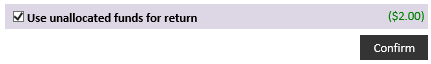 Use unallocated funds for return ($2.00)
Confirm